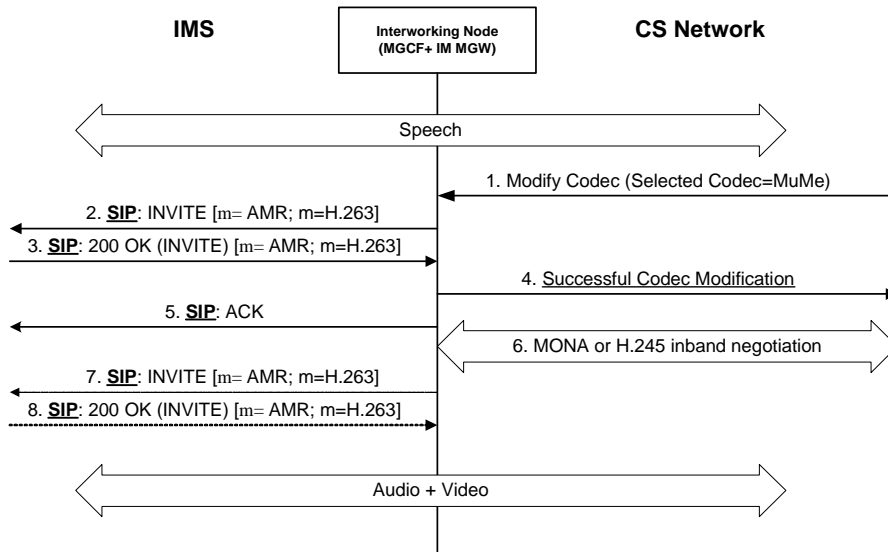 IMS
Interworking Node
(MGCF+ IM MGW)
CS Network
Speech
1. Modify Codec (Selected Codec=MuMe)
2. SIP: INVITE [m= AMR; m=H.263]
3. SIP: 200 OK (INVITE) [m= AMR; m=H.263]
4. Successful Codec Modification
5. SIP: ACK
6. MONA or H.245 inband negotiation
7. SIP: INVITE [m= AMR; m=H.263]
8. SIP: 200 OK (INVITE) [m= AMR; m=H.263]
Audio + Video